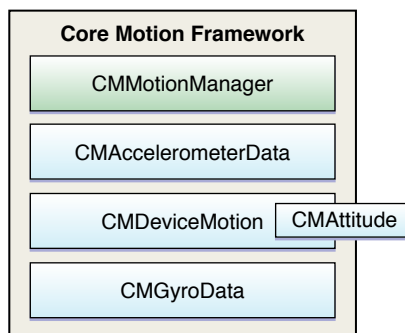 Core Motion Framework
CMMotionManager
CMAccelerometerData
CMDeviceMotion
CMAttitude
CMGyroData